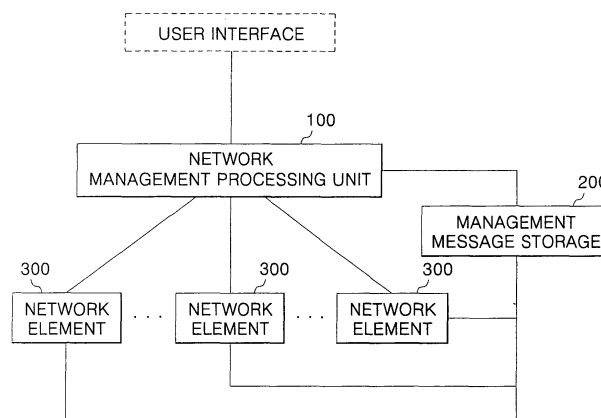 USER INTERFACE
100
NETWORK
MANAGEMENT PROCESSING UNIT
200
MANAGEMENT
MESSAGE STORAGE
300
300
300
NETWORK
ELEMENT
. . .
NETWORK
ELEMENT
. . .
NETWORK
ELEMENT